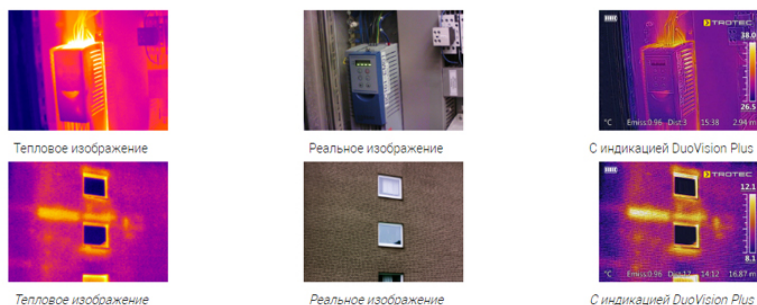 TROTEC
38.0
26.5
°C Emiss:0.96 Dist:3 15:38 2.94 m
Тепловое изображение Реальное изображение С индикацией DuoVision Plus
TROTEC
12.1
8.1
°C Emiss:0.96 Dist:17 14:12 16.87 m
Тепловое изображение Реальное изображение С индикацией DuoVision Plus